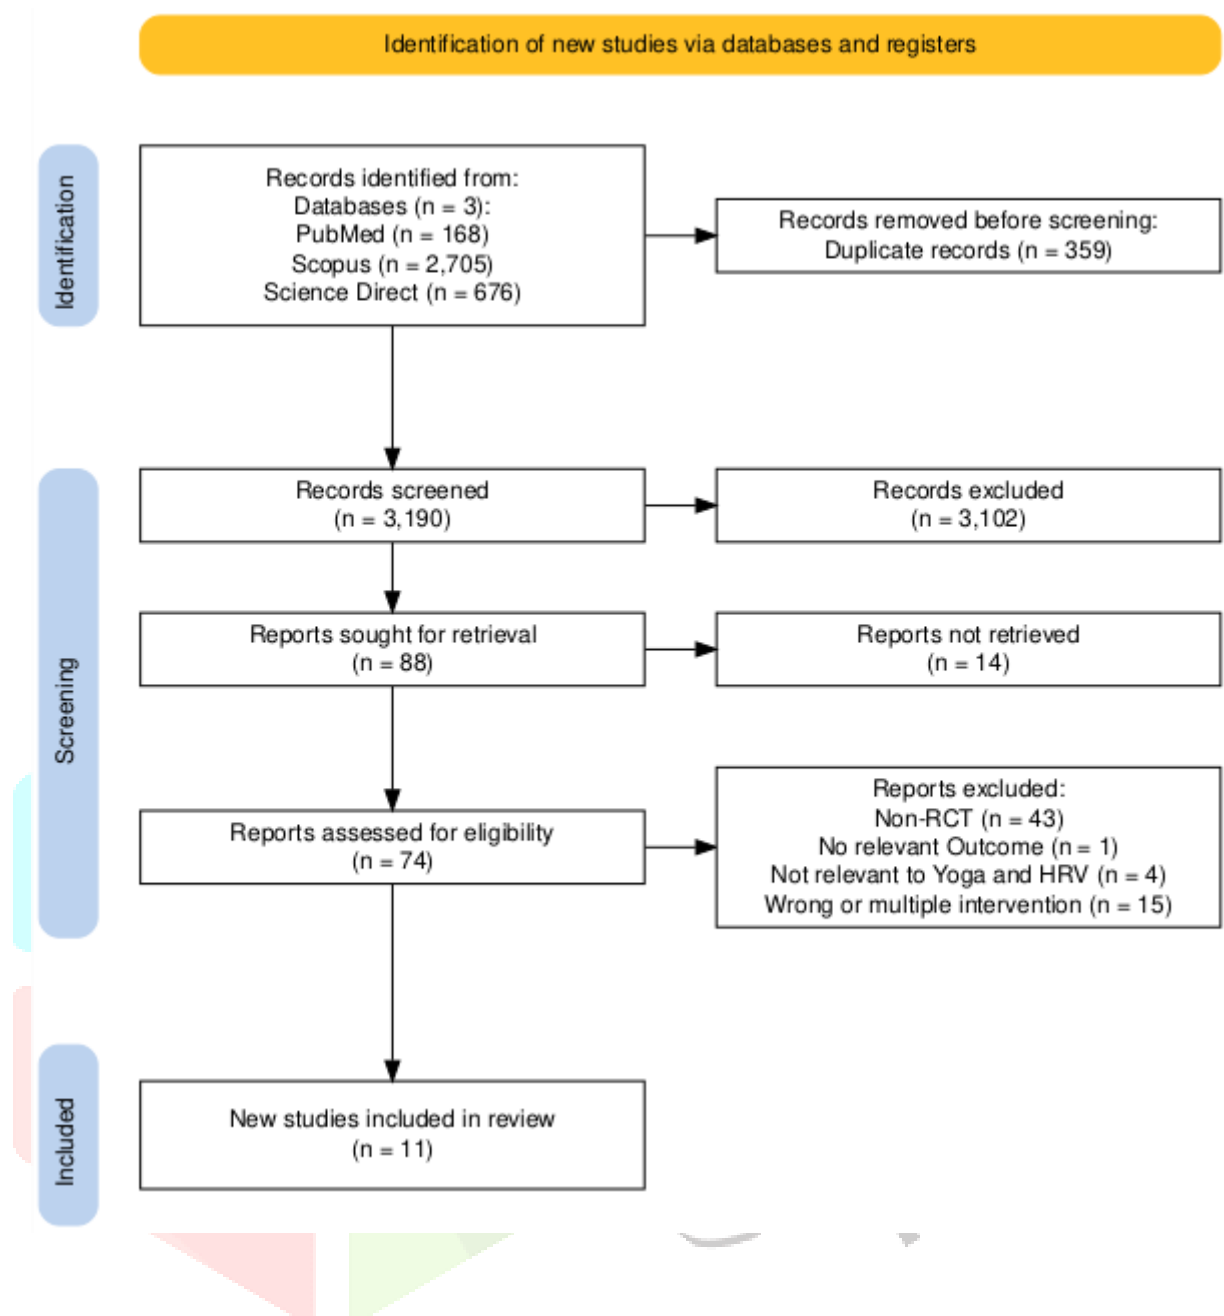 Identification of new studies via databases and registers
Identification
Records identified from:
Databases (n = 3):
PubMed (n = 168)
Scopus (n = 2,705)
Science Direct (n = 676)
Records removed before screening:
Duplicate records (n = 359)
Screening
Records screened
(n = 3,190)
Records excluded
(n = 3,102)
Reports sought for retrieval
(n = 88)
Reports not retrieved
(n = 14)
Reports assessed for eligibility
(n = 74)
Reports excluded:
Non-RCT (n = 43)
No relevant Outcome (n = 1)
Not relevant to Yoga and HRV (n = 4)
Wrong or multiple intervention (n = 15)
Included
New studies included in review
(n = 11)